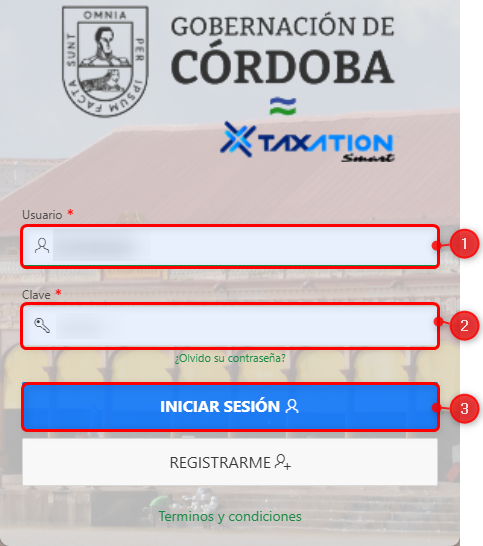 OMNIA
SUNT
PER
IPSUM FACTA
GOBERNACIÓN DE
CÓRDOBA
TAXATION
Smart
Usuario *
1
Clave *
2
¿Olvido su contraseña?
INICIAR SESIÓN
3
REGISTRARME
Terminos y condiciones